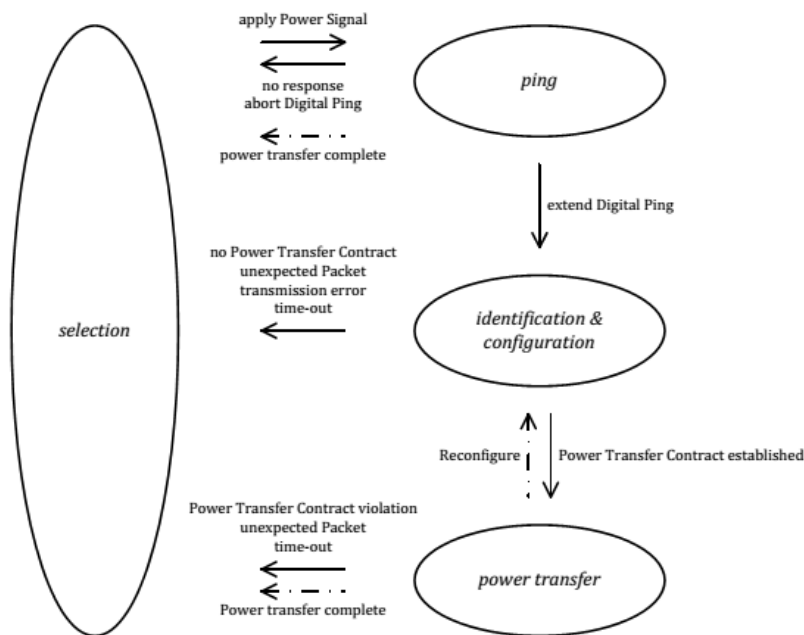 apply Power Signal
ping
no response
abort Digital Ping
power transfer complete
extend Digital Ping
no Power Transfer Contract
unexpected Packet
transmission error
time-out
selection
identification &
configuration
Reconfigure
Power Transfer Contract established
Power Transfer Contract violation
unexpected Packet
time-out
power transfer
Power transfer complete